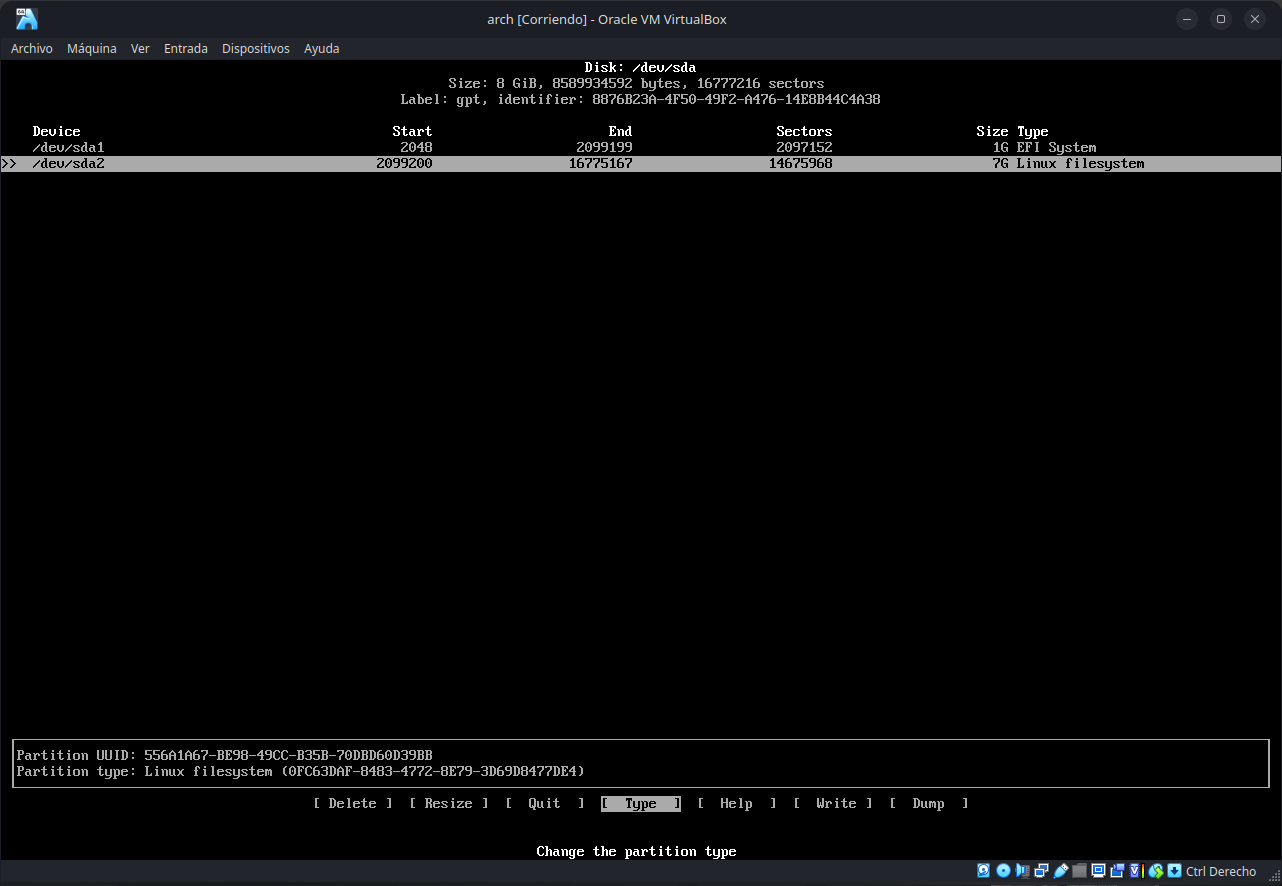 arch [Corriendo] - Oracle VM VirtualBox
Archivo Máquina Ver Entrada Dispositivos Ayuda
Disk: /dev/sda
Size: 8 GiB, 8589934592 bytes, 16777216 sectors
Label: gpt, identifier: 8876B23A-4F50-49F2-A476-14E8B44C4A38
Device Start End Sectors Size Type
/dev/sda1 2048 2099199 2097152 1G EFI System
>> /dev/sda2 2099200 16775167 14675968 7G Linux filesystem
Partition UUID: 556A1A67-BE98-49CC-B35B-70DBD60D39BB
Partition type: Linux filesystem (0FC63DAF-8483-4772-8E79-3D69D8477DE4)
[ Delete ] [ Resize ] [ Quit ] [ Type ] [ Help ] [ Write ] [ Dump ]
Change the partition type
Ctrl Derecho